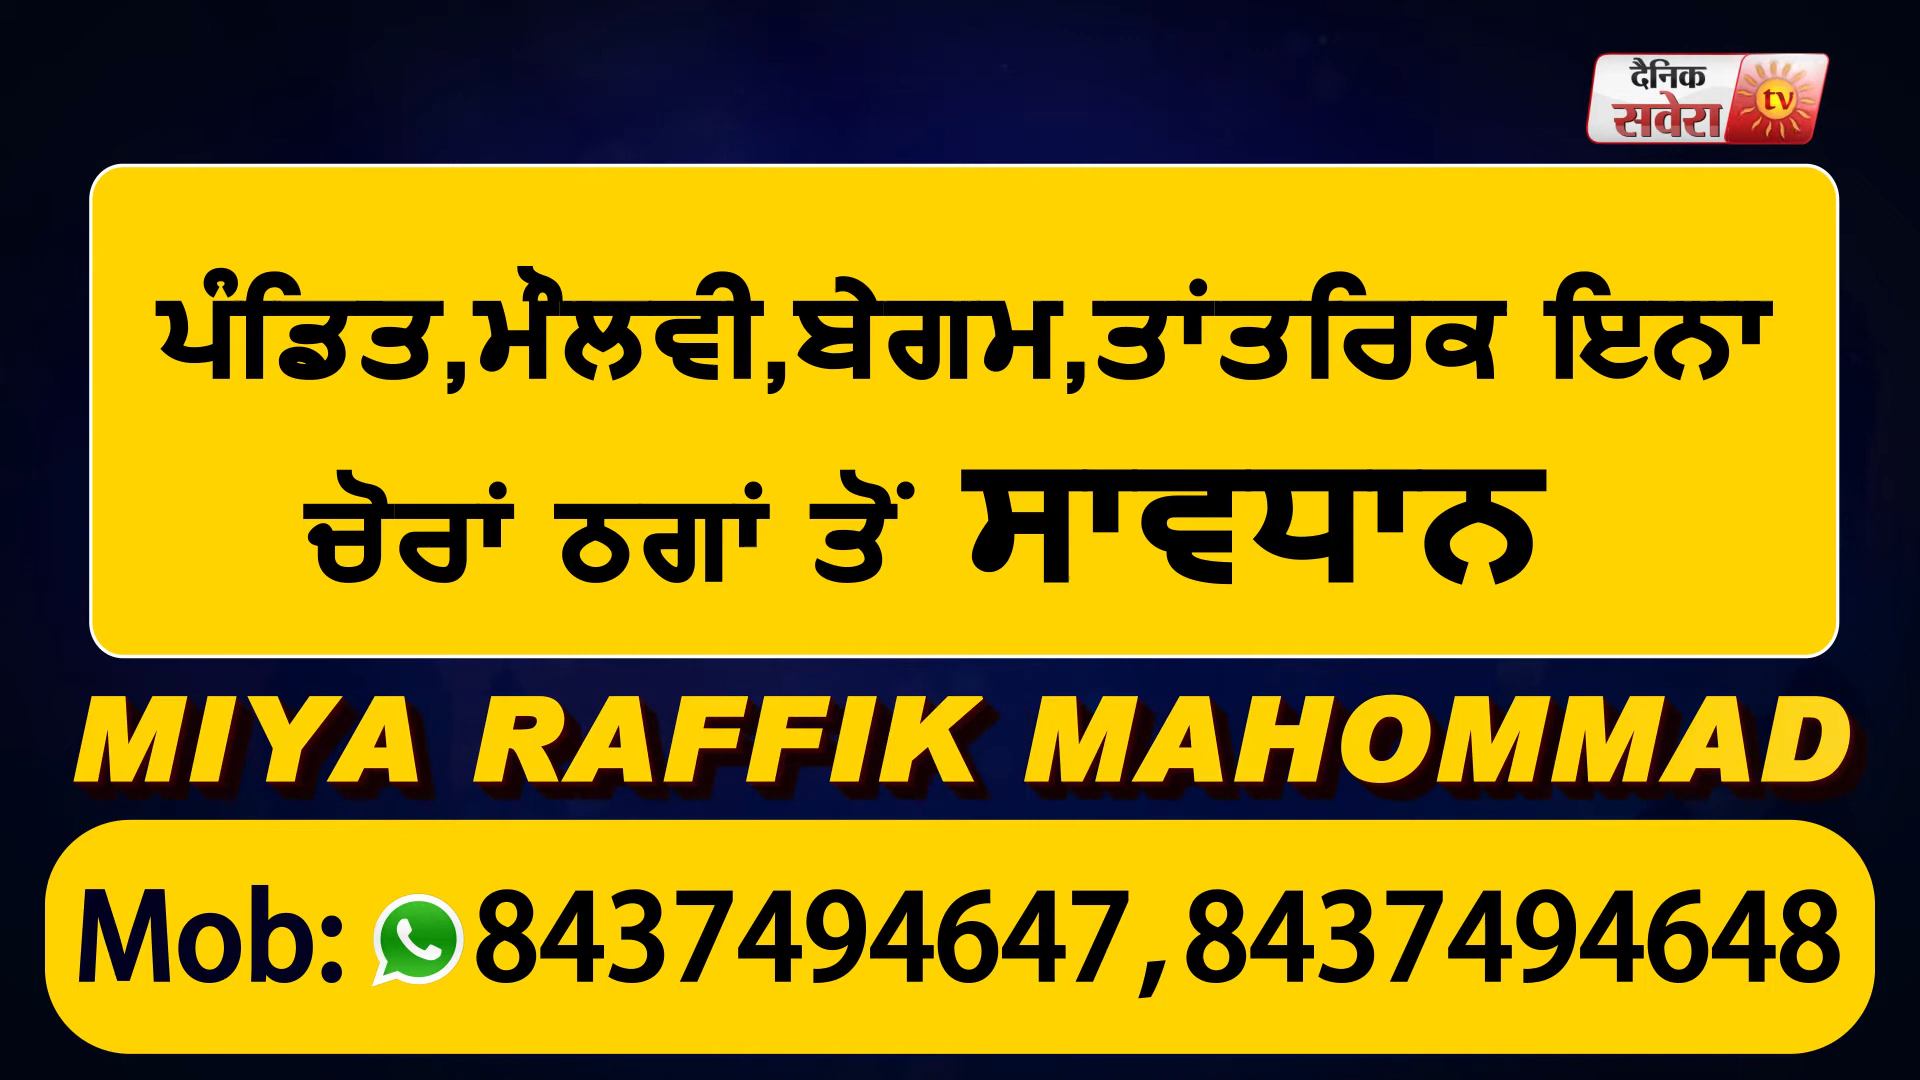 दैनिक
सवेरा tv
ਪੰਡਿਤ,ਮੌਲਵੀ,ਬੇਗਮ,ਤਾਂਤਰਿਕ ਇਨਾ
ਚੋਰਾਂ ਠਗਾਂ ਤੋਂ ਸਾਵਧਾਨ
MIYA RAFFIK MAHOMMAD
Mob: 8437494647,8437494648